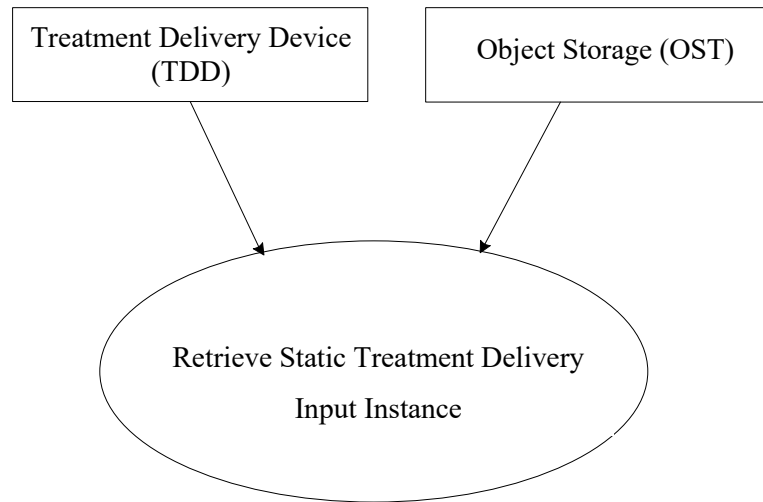 Treatment Delivery Device
(TDD)
Object Storage (OST)
Retrieve Static Treatment Delivery
Input Instance